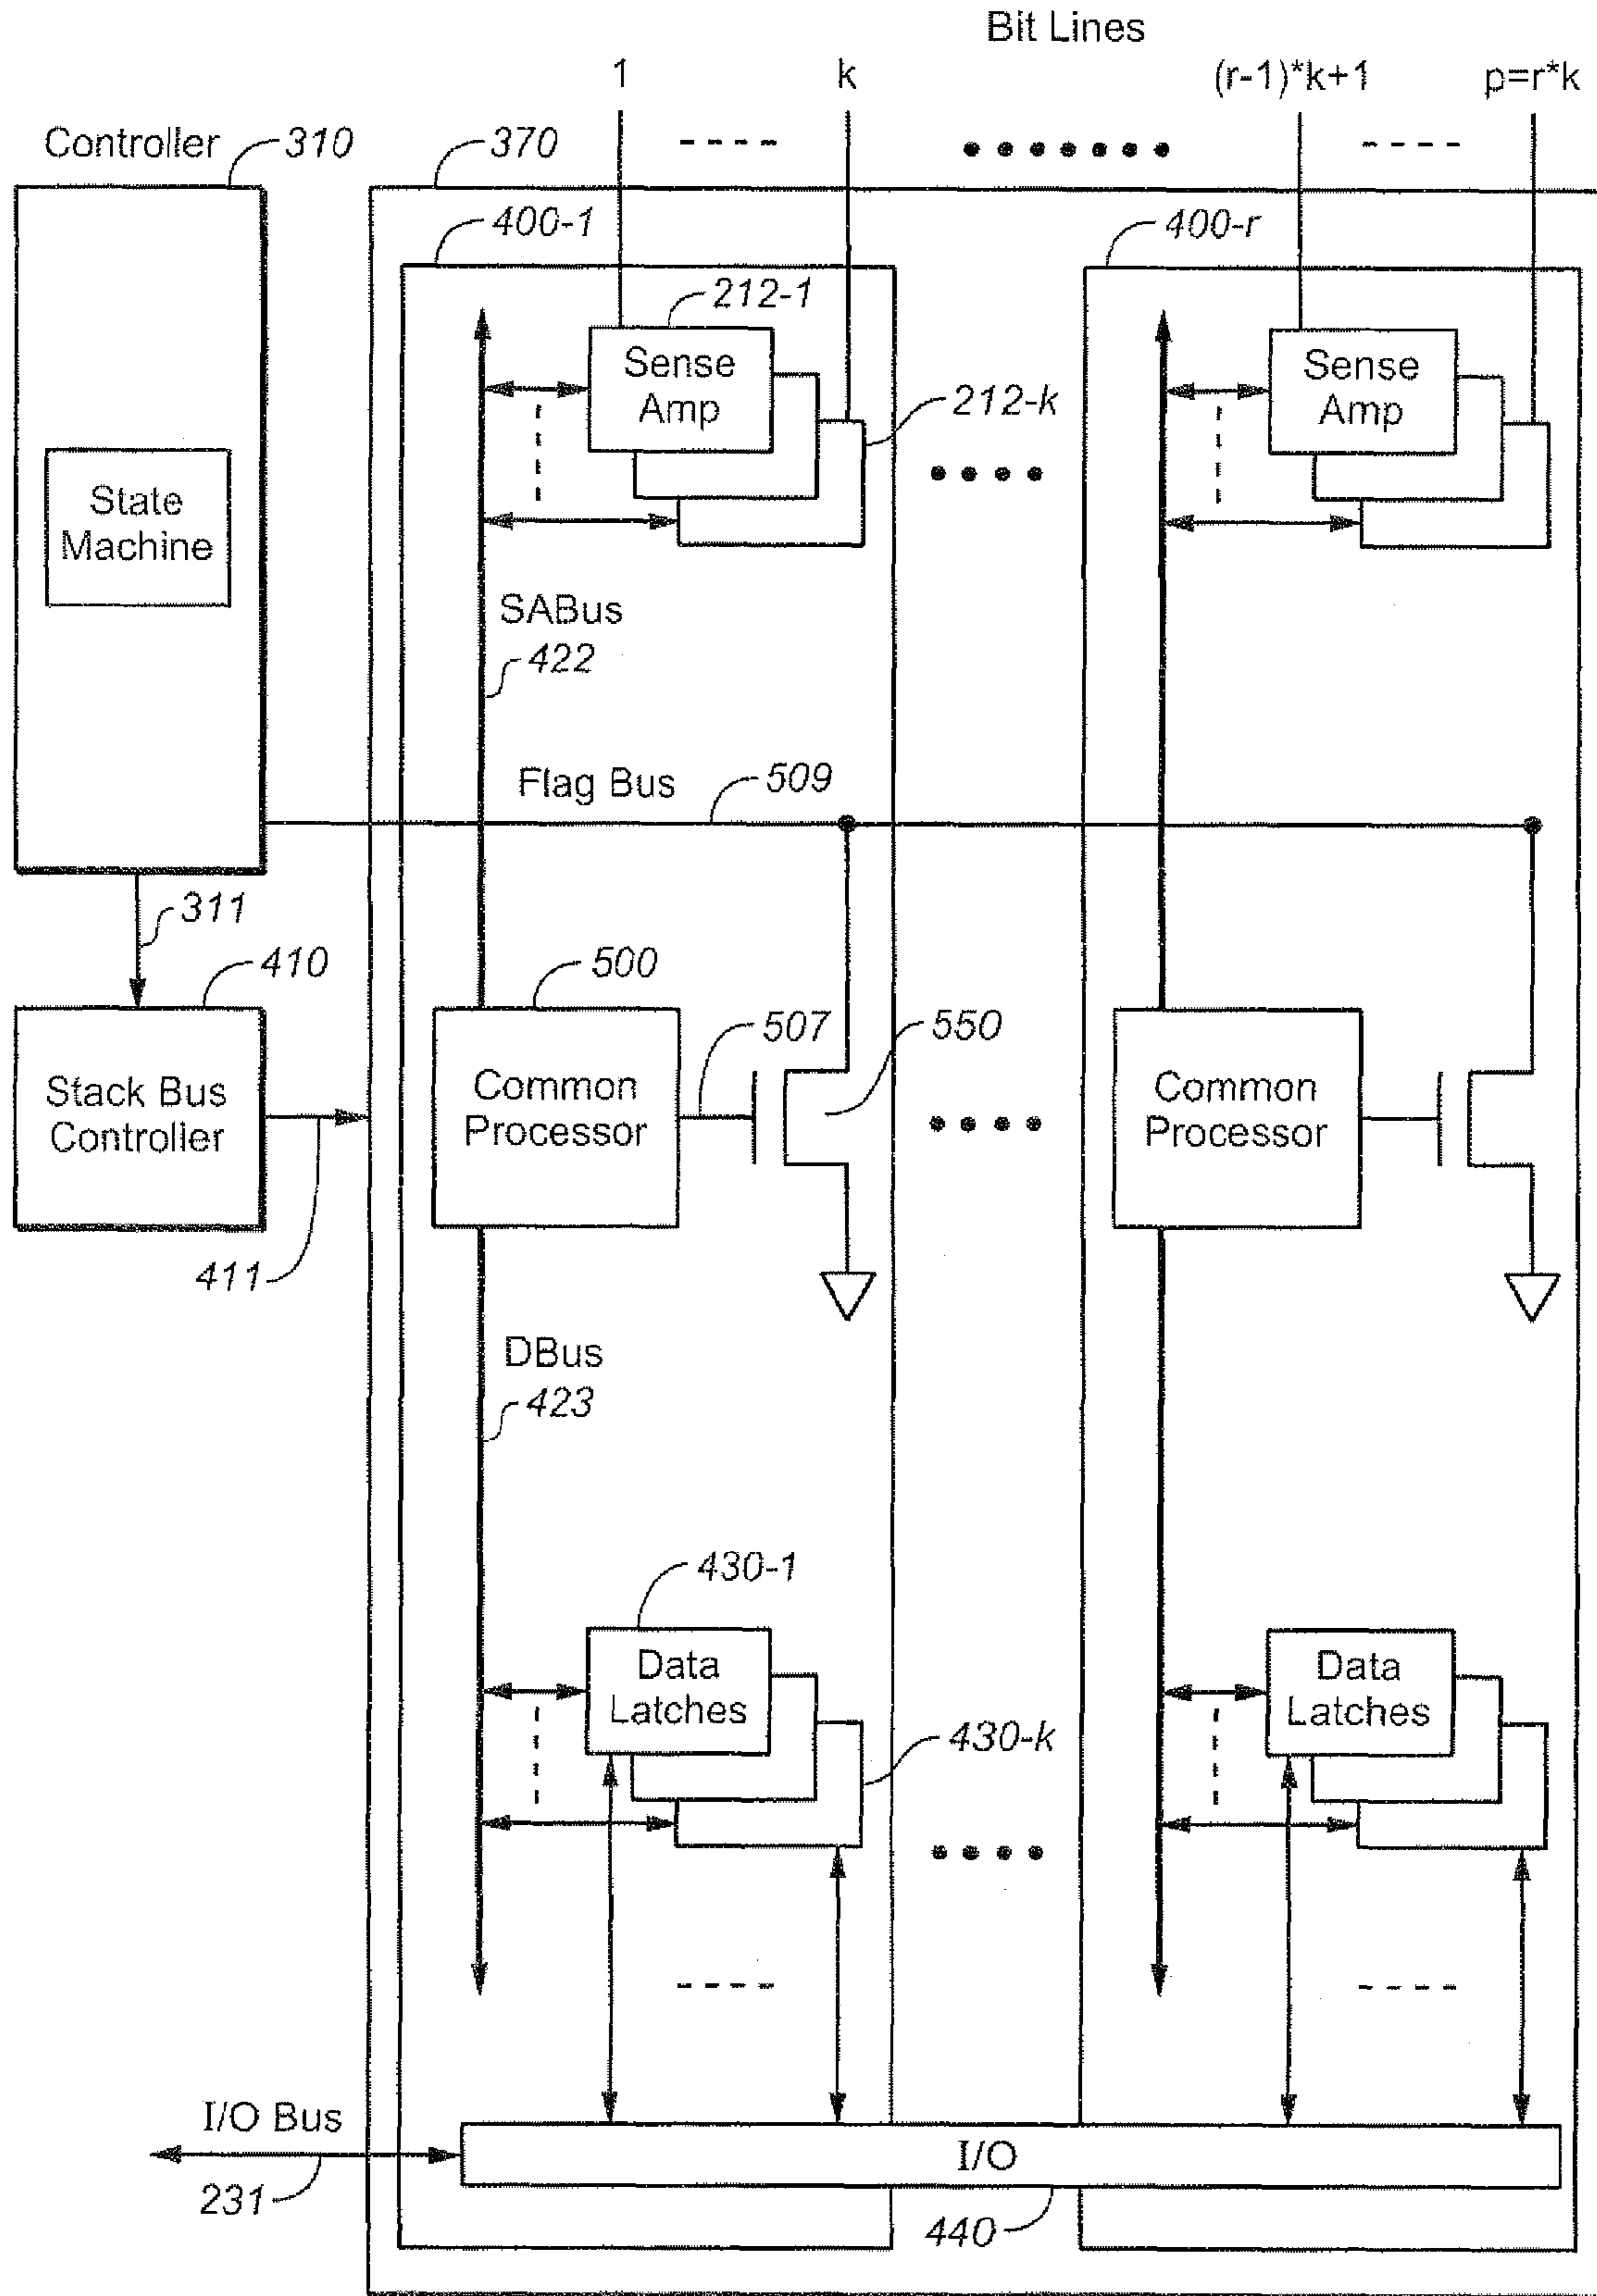 Bit Lines
1
k
(r-1)*k+1
p=r*k
Controller
310
370
400-1
400-r
212-1
Sense
Amp
212-k
Sense
Amp
State
Machine
SABus
422
Flag Bus
509
311
410
500
507
550
Stack Bus
Controller
Common
Processor
Common
Processor
411
DBus
423
430-1
Data
Latches
430-k
Data
Latches
I/O Bus
231
I/O
440